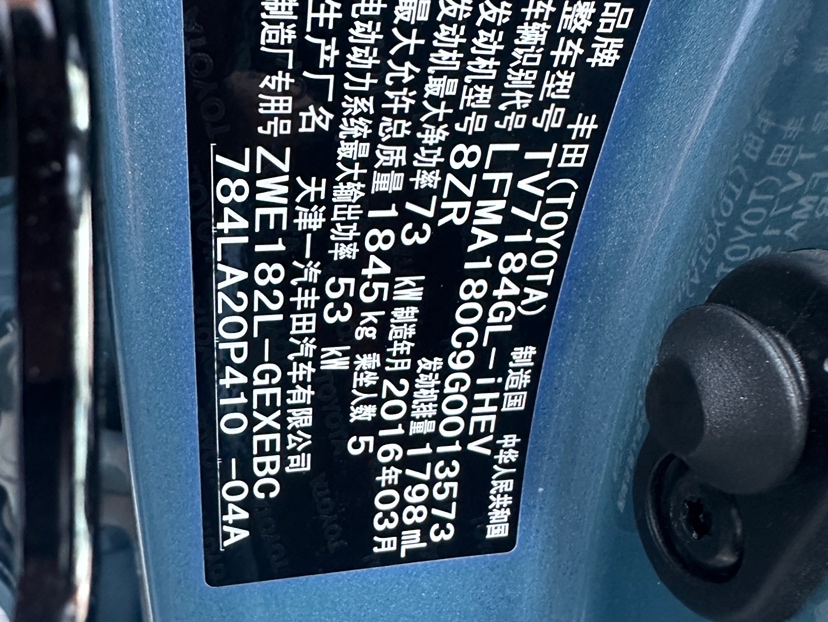 品牌 丰田(TOYOTA) 制造国 中华人民共和国
整车型号 TV7184GL-iHEV
车辆识别代号 LFMA180C9G0013573
发动机型号 8ZR 发动机排量 1798mL
发动机最大净功率 73 kW 制造年月 2016年03月
最大允许总质量 1845kg 乘坐人数 5
电动动力系统最大输出功率 53 kW
生产厂名 天津一汽丰田汽车有限公司
制造厂专用号 ZWE182L-GEXEBC
784LA20P410-04A